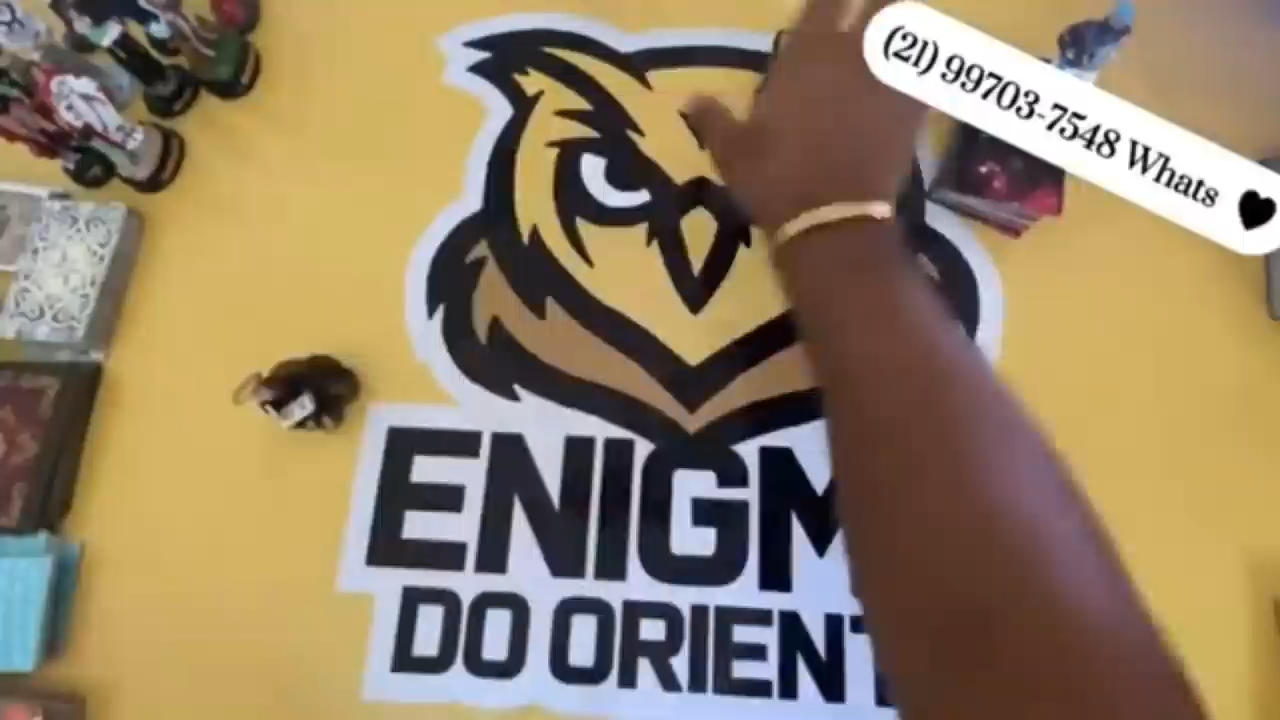 (21) 99703-7548 Whats 🖤
ENIGM
DO ORIENT